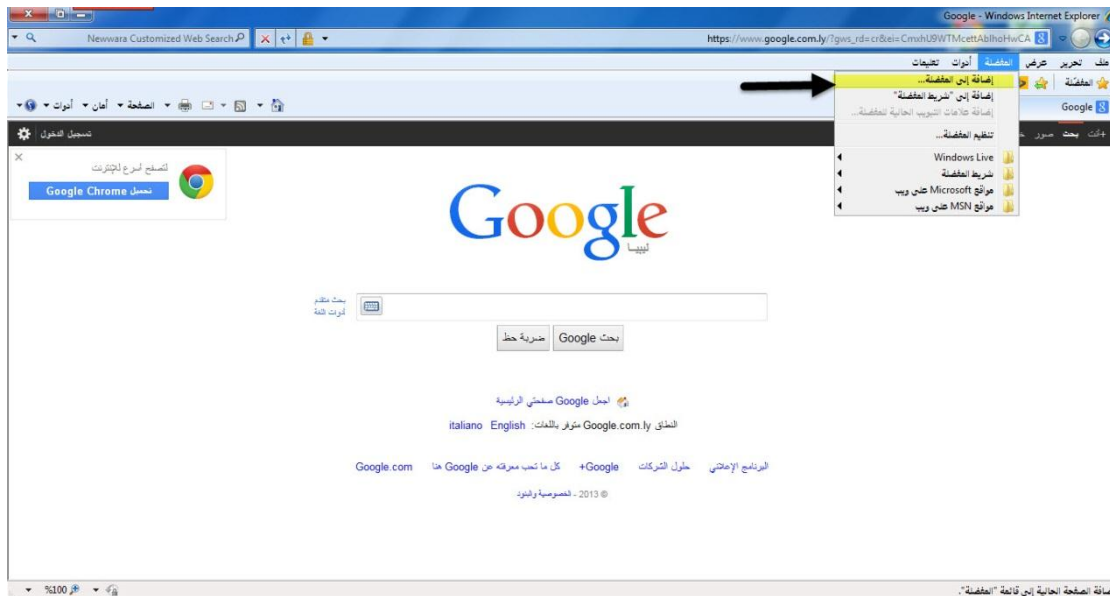 Google - Windows Internet Explorer
https://www.google.com.ly/?gws_rd=cr&ei=CmxhU9WTMcettAbIhoHwCA
Newwara Customized Web Search
ملف تحرير عرض المفضلة أدوات تعليمات
المفضلة
إضافة إلى المفضلة...
إضافة إلى "شريط المفضلة"
إضافة علامات التبويب الحالية للمفضلة...
تنظيم المفضلة...
Windows Live
شريط المفضلة
مواقع Microsoft على ويب
مواقع MSN على ويب
Google
الصفحة أمان أدوات
+أنت بحث صور
تسجيل الدخول
لتصفح أسرع للإنترنت
تحميل Google Chrome
Google
ليبيا
بحث متقدم
أدوات اللغة
بحث Google ضربة حظ
اجعل Google صفحتي الرئيسية
النطاق Google.com.ly متوفر باللغات: English italiano
البرنامج الإعلاني حلول الشركات Google+ كل ما تحب معرفته عن Google هنا Google.com
© 2013 - الخصوصية والبنود
الصفحة الحالية إلى قائمة "المفضلة".
%100